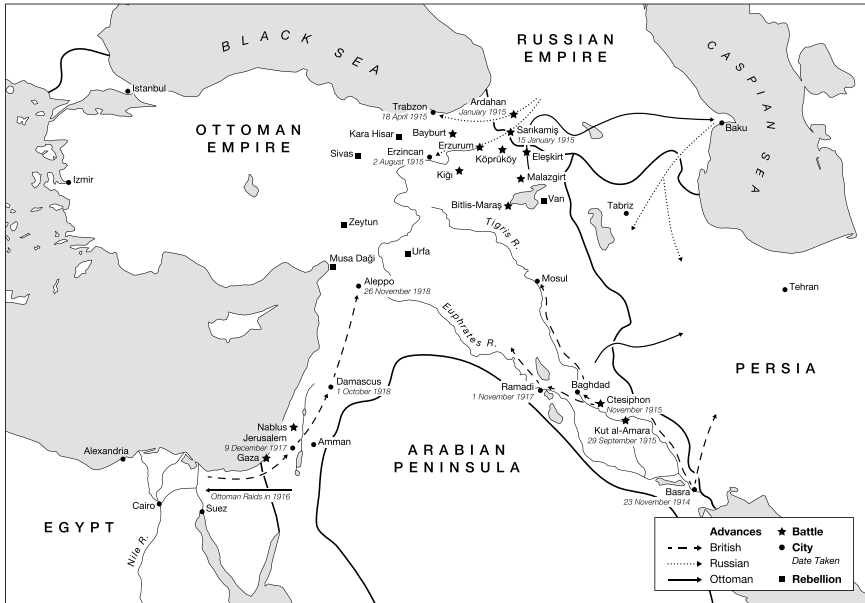 BLACK SEA
RUSSIAN
EMPIRE
CASPIAN SEA
Istanbul
Trabzon
18 April 1915
Ardahan
January 1915
OTTOMAN
EMPIRE
Kara Hisar
Bayburt
Sarıkamiş
15 January 1915
Baku
Sivas
Erzincan
2 August 1915
Erzurum
Köprüköy
Eleşkirt
Izmir
Kiğı
Malazgirt
Bitlis-Maraş
Van
Tabriz
Zeytun
Tigris R.
Musa Daği
Urfa
Aleppo
26 November 1918
Mosul
Tehran
Euphrates R.
PERSIA
Damascus
1 October 1918
Ramadi
1 November 1917
Baghdad
Ctesiphon
November 1915
Nablus
Jerusalem
9 December 1917
Kut al-Amara
29 September 1915
Alexandria
Gaza
Amman
ARABIAN
PENINSULA
Ottoman Raids in 1916
Basra
23 November 1914
Cairo
Suez
EGYPT
Nile R.
Advances
British
Russian
Ottoman
Battle
City
Date Taken
Rebellion